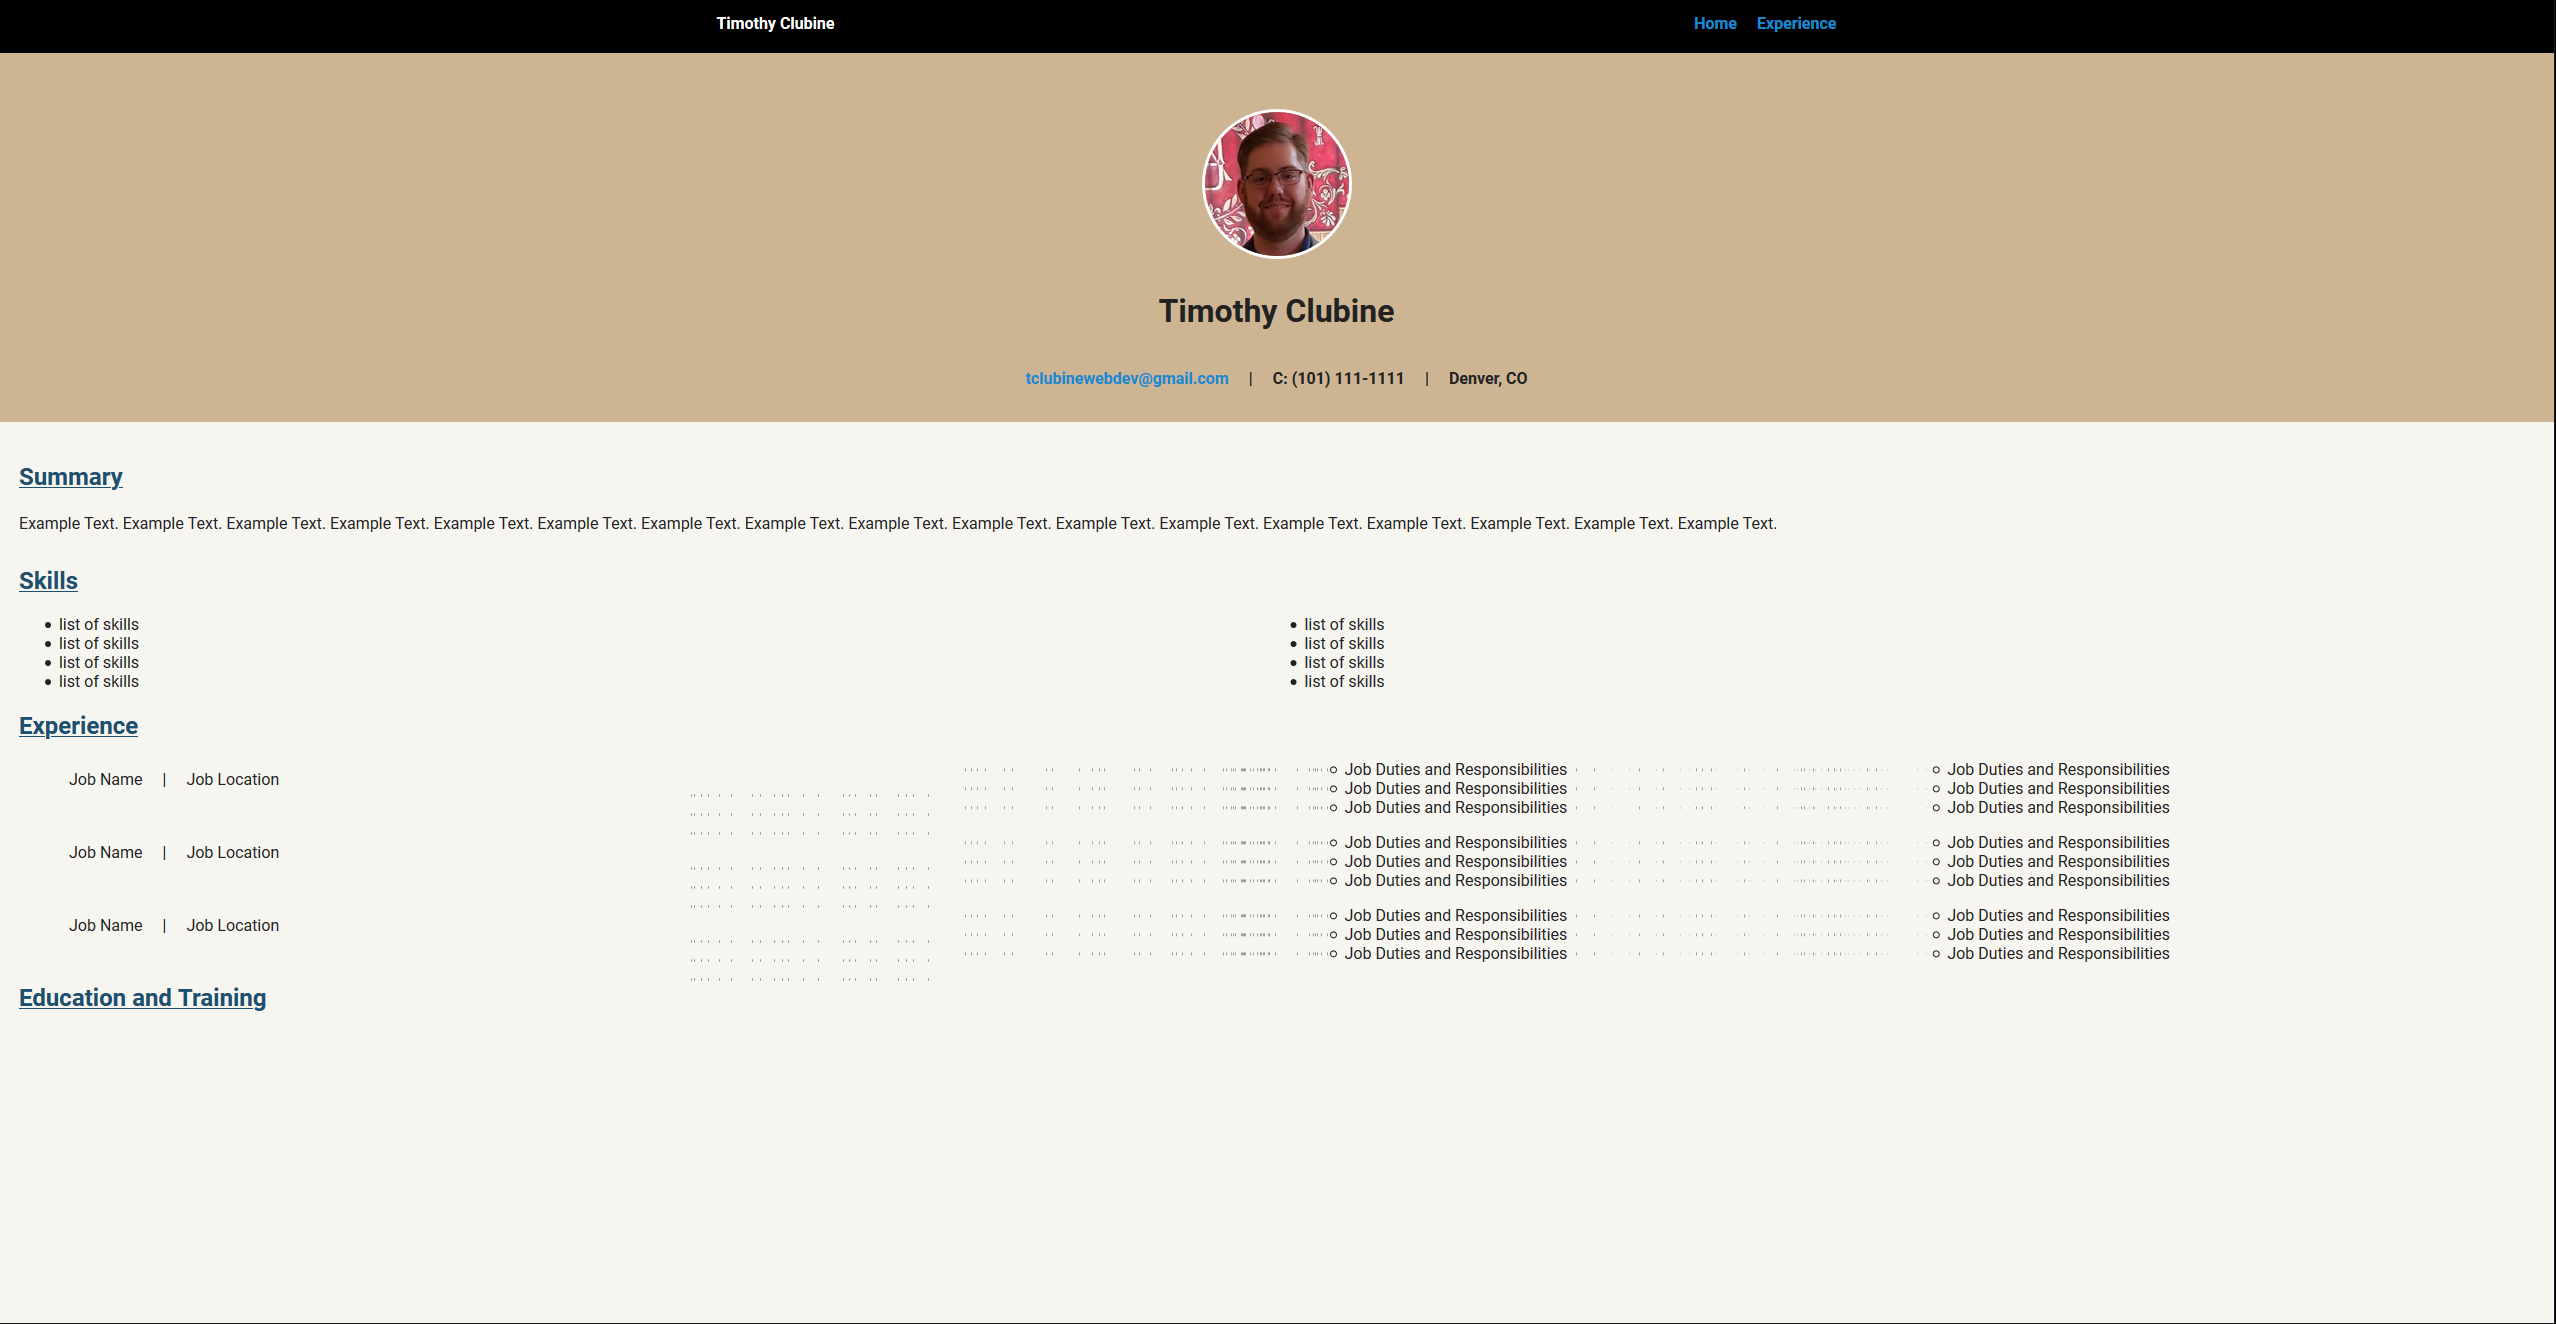 Timothy Clubine Home Experience
Timothy Clubine
tclubinewebdev@gmail.com | C: (101) 111-1111 | Denver, CO
Summary
Example Text. Example Text. Example Text. Example Text. Example Text. Example Text. Example Text. Example Text. Example Text. Example Text. Example Text. Example Text. Example Text. Example Text. Example Text. Example Text. Example Text.
Skills
list of skills list of skills
list of skills list of skills
list of skills list of skills
list of skills list of skills
Experience
Job Name | Job Location
Job Duties and Responsibilities Job Duties and Responsibilities
Job Duties and Responsibilities Job Duties and Responsibilities
Job Duties and Responsibilities Job Duties and Responsibilities
Job Name | Job Location
Job Duties and Responsibilities Job Duties and Responsibilities
Job Duties and Responsibilities Job Duties and Responsibilities
Job Duties and Responsibilities Job Duties and Responsibilities
Job Name | Job Location
Job Duties and Responsibilities Job Duties and Responsibilities
Job Duties and Responsibilities Job Duties and Responsibilities
Job Duties and Responsibilities Job Duties and Responsibilities
Education and Training